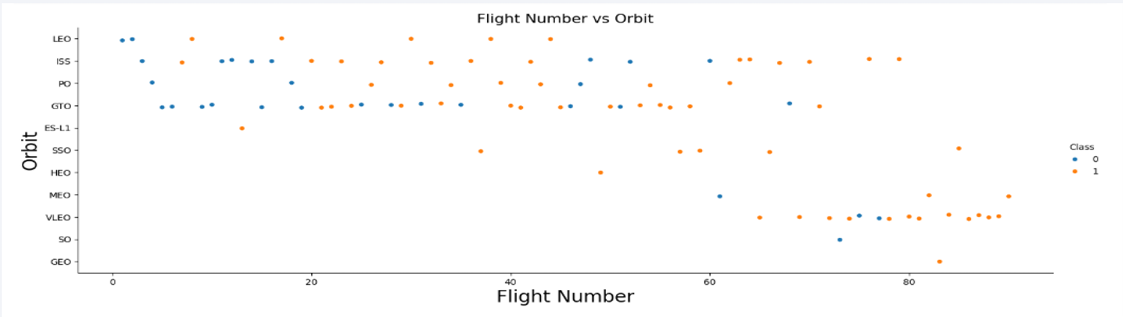 Flight Number vs Orbit
LEO
ISS
PO
GTO
ES-L1
SSO
HEO
MEO
VLEO
SO
GEO
Orbit
0 20 40 60 80
Flight Number
Class
0
1